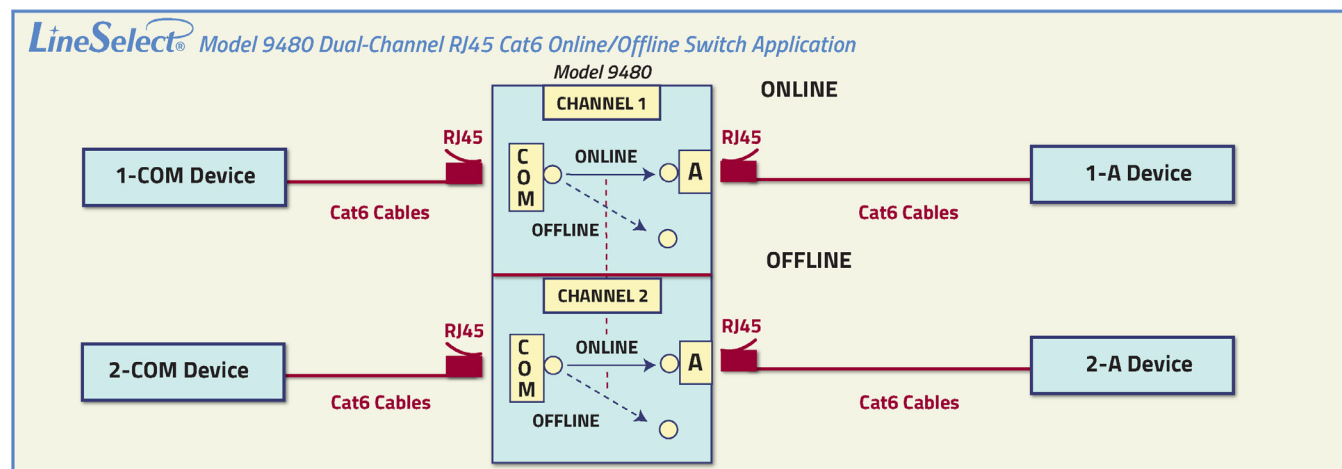 LineSelect® Model 9480 Dual-Channel RJ45 Cat6 Online/Offline Switch Application
Model 9480
ONLINE
CHANNEL 1
RJ45
RJ45
COM
ONLINE
A
1-COM Device
1-A Device
Cat6 Cables
Cat6 Cables
OFFLINE
OFFLINE
CHANNEL 2
RJ45
RJ45
COM
ONLINE
A
2-COM Device
2-A Device
Cat6 Cables
Cat6 Cables
OFFLINE